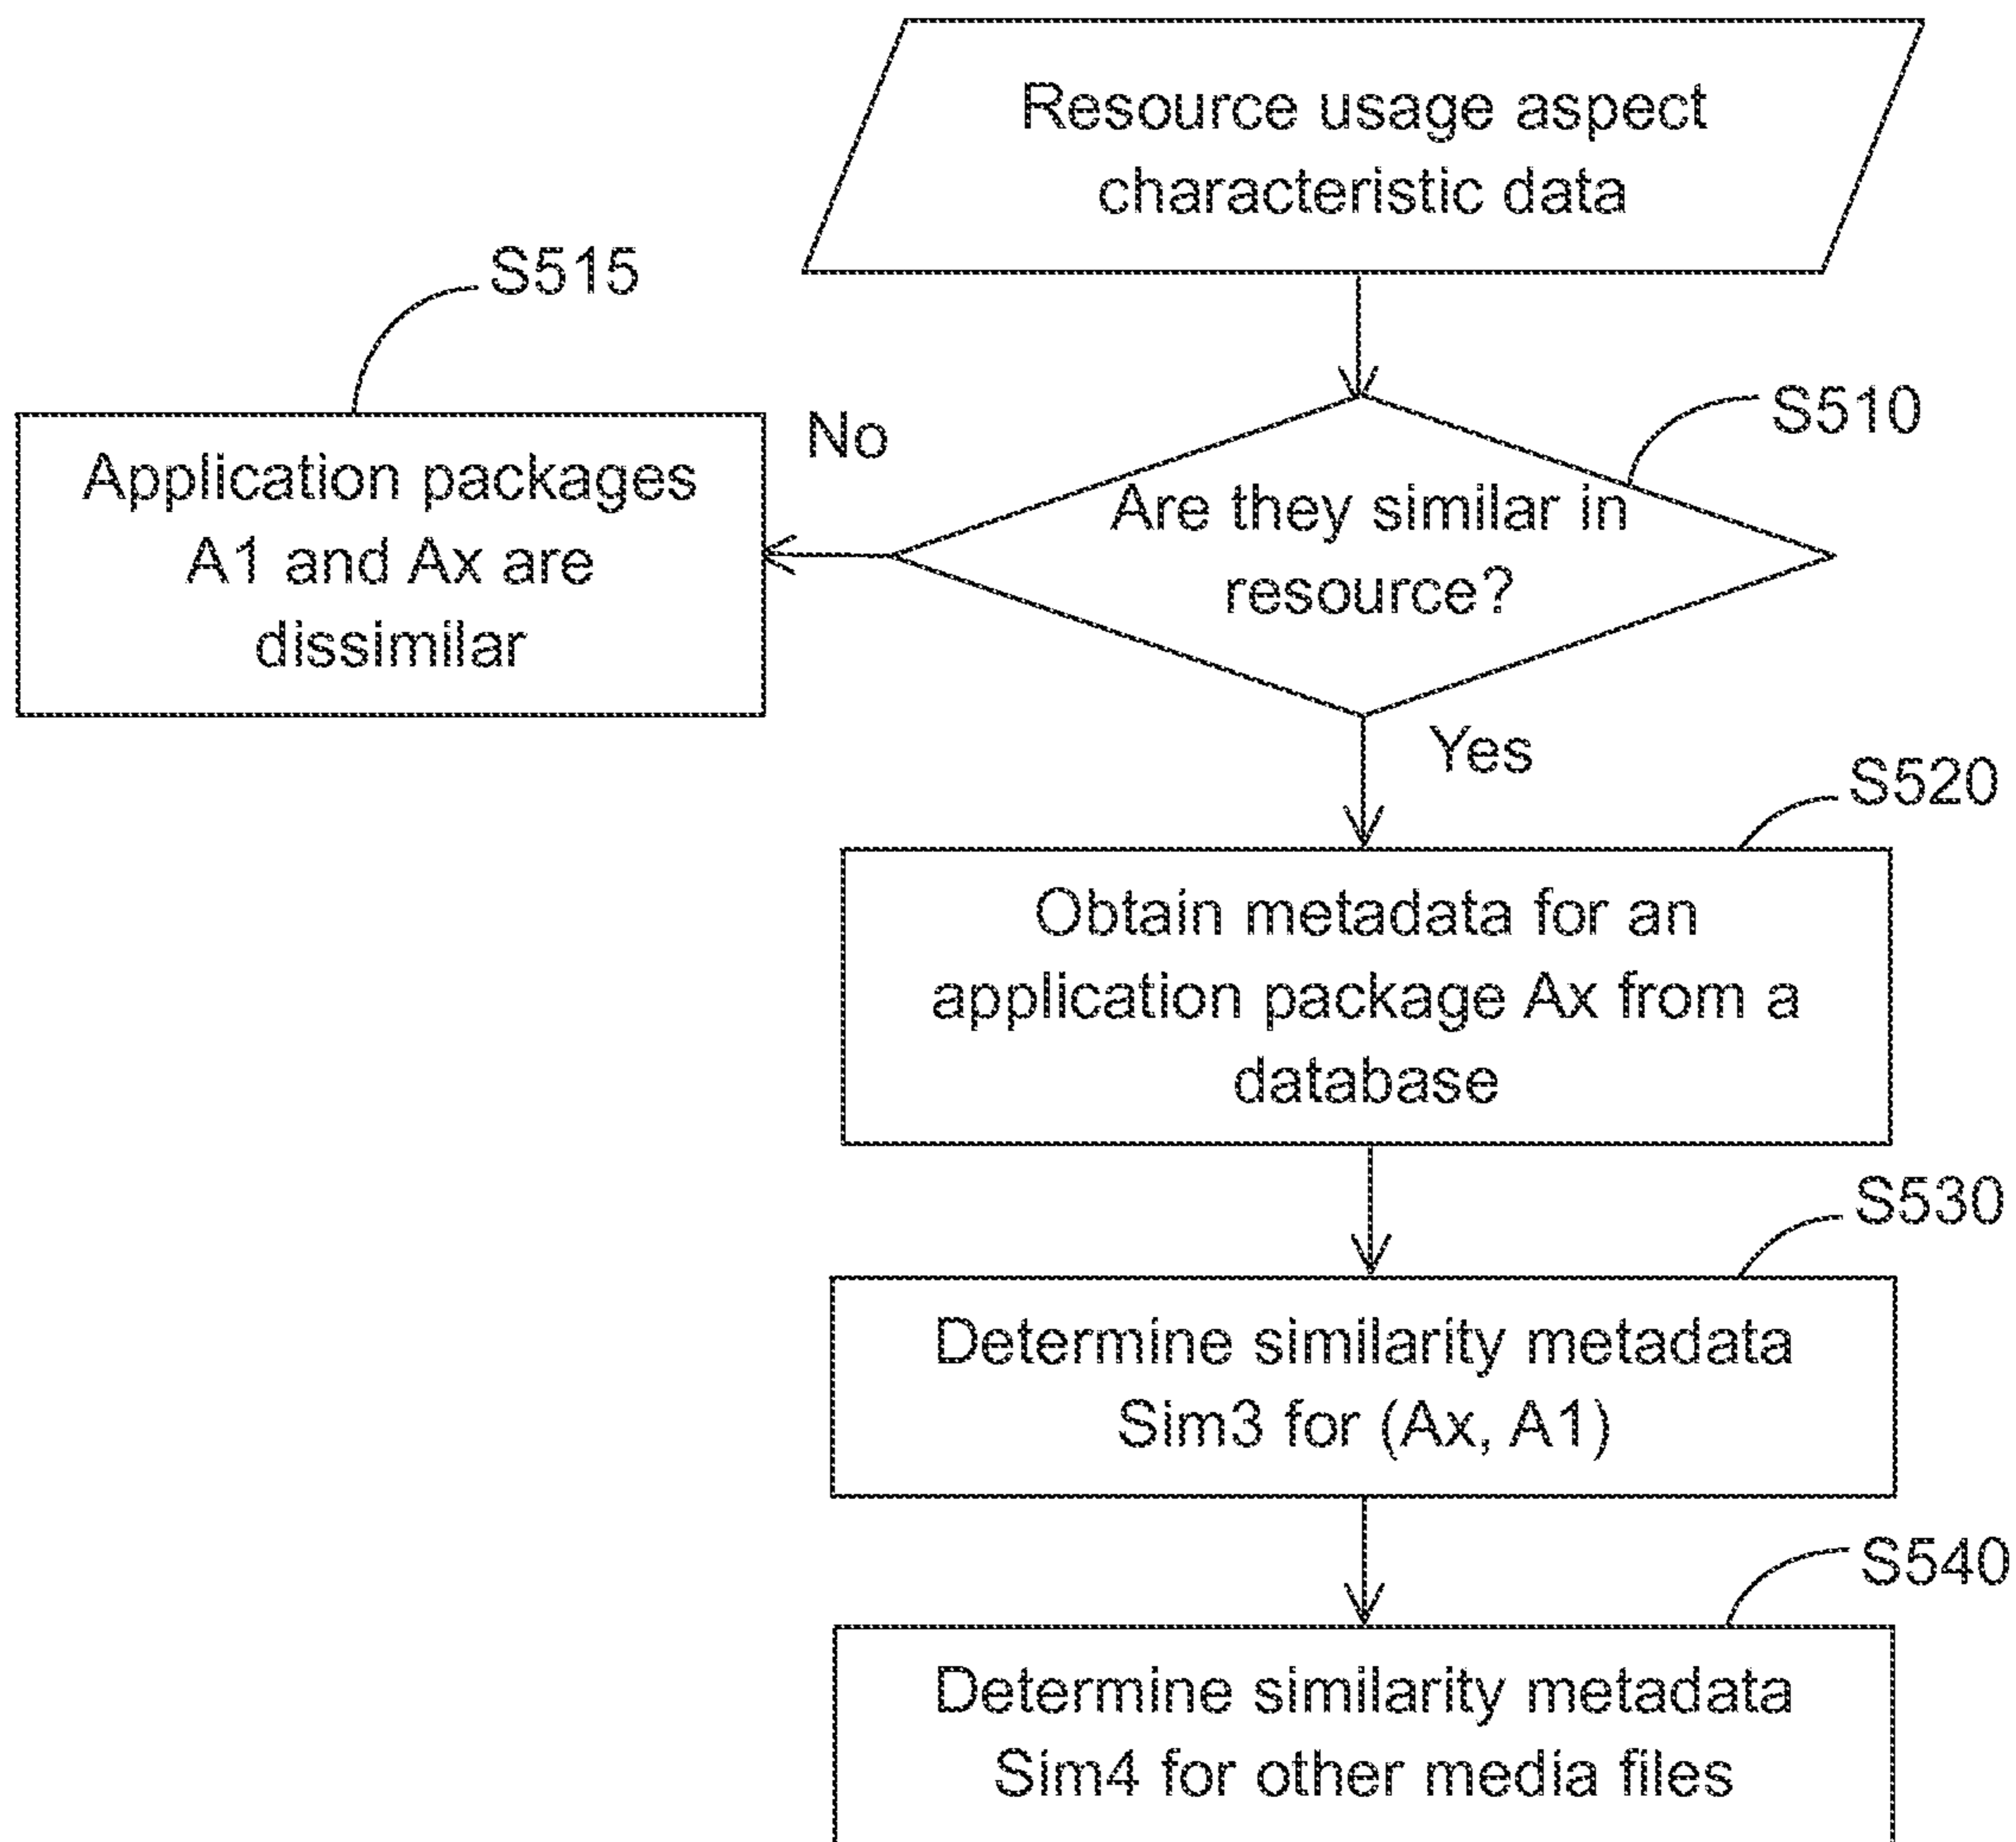 Resource usage aspect
characteristic data
S515
S510
No
Application packages
A1 and Ax are
dissimilar
Are they similar in
resource?
Yes
S520
Obtain metadata for an
application package Ax from a
database
S530
Determine similarity metadata
Sim3 for (Ax, A1)
S540
Determine similarity metadata
Sim4 for other media files